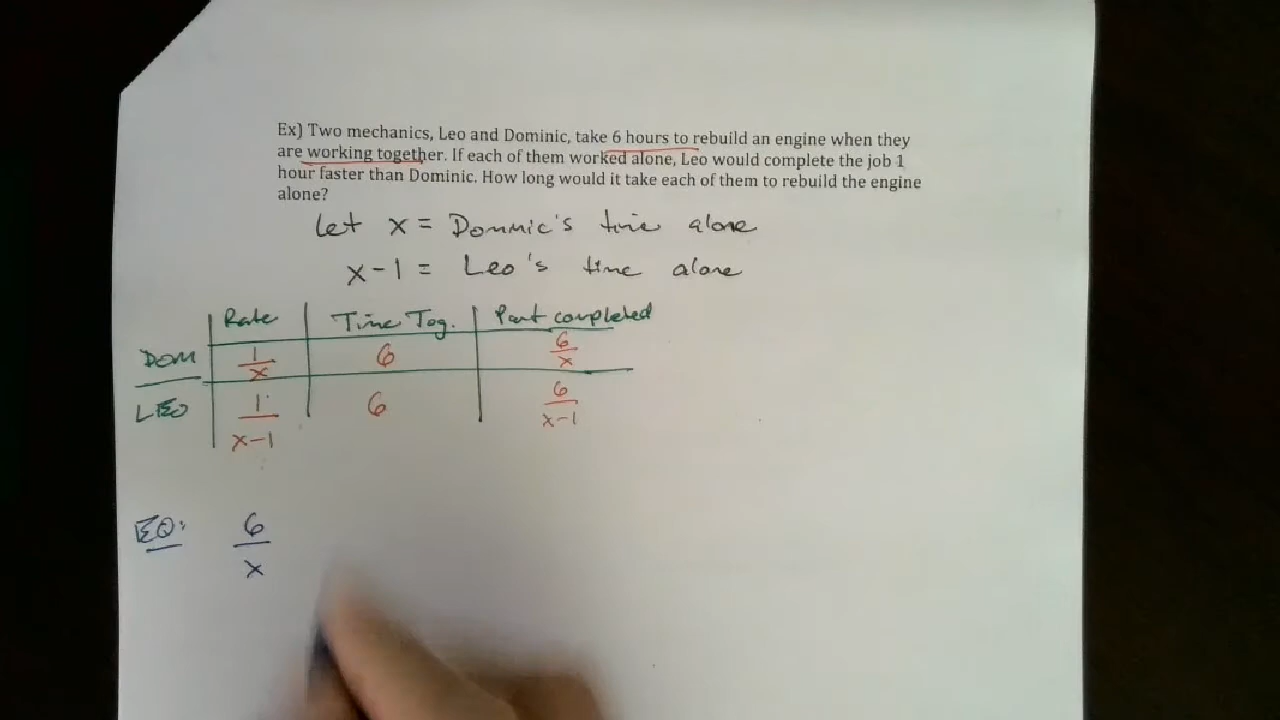 Ex) Two mechanics, Leo and Dominic, take 6 hours to rebuild an engine when they
are working together. If each of them worked alone, Leo would complete the job 1
hour faster than Dominic. How long would it take each of them to rebuild the engine
alone?
Let x = Dominic's time alone
x-1 = Leo's time alone
Rate Time Tog. Part completed
DOM 1/x 6 6/x
LEO 1/x-1 6 6/x-1
EQ: 6/x